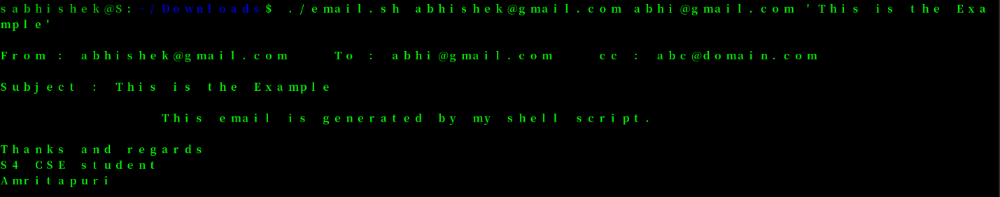 sabhishek@S:~/Downloads$ ./email.sh abhishek@gmail.com abhi@gmail.com 'This is the Exa
mple'
From : abhishek@gmail.com    To : abhi@gmail.com    cc : abc@domain.com
Subject : This is the Example
This email is generated by my shell script.
Thanks and regards
S4 CSE student
Amritapuri